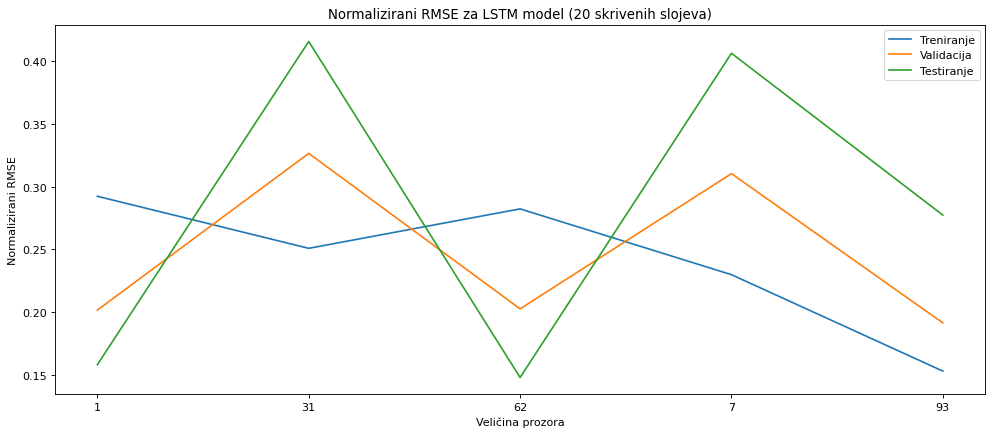 Normalizirani RMSE za LSTM model (20 skrivenih slojeva)
Treniranje
Validacija
Testiranje
Normalizirani RMSE
0.40
0.35
0.30
0.25
0.20
0.15
1 31 62 7 93
Veličina prozora